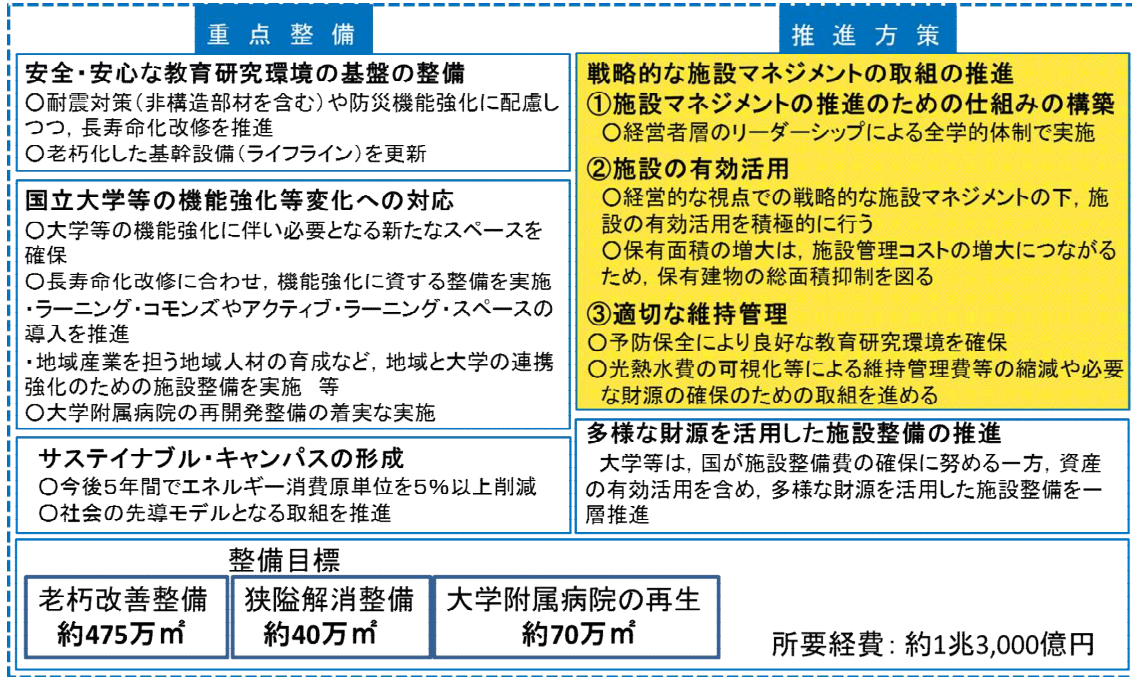 重点整備
安全・安心な教育研究環境の基盤の整備
○耐震対策(非構造部材を含む)や防災機能強化に配慮し
つつ，長寿命化改修を推進
○老朽化した基幹設備(ライフライン)を更新
国立大学等の機能強化等変化への対応
○大学等の機能強化に伴い必要となる新たなスペースを
確保
○長寿命化改修に合わせ，機能強化に資する整備を実施
・ラーニング・コモンズやアクティブ・ラーニング・スペースの
導入を推進
・地域産業を担う地域人材の育成など，地域と大学の連携
強化のための施設整備を実施　等
○大学附属病院の再開発整備の着実な実施
サステイナブル・キャンパスの形成
○今後5年間でエネルギー消費原単位を5%以上削減
○社会の先導モデルとなる取組を推進
推進方策
戦略的な施設マネジメントの取組の推進
①施設マネジメントの推進のための仕組みの構築
○経営者層のリーダーシップによる全学的体制で実施
②施設の有効活用
○経営的な視点での戦略的な施設マネジメントの下，施
設の有効活用を積極的に行う
○保有面積の増大は，施設管理コストの増大につながる
ため，保有建物の総面積抑制を図る
③適切な維持管理
○予防保全により良好な教育研究環境を確保
○光熱水費の可視化等による維持管理費等の縮減や必要
な財源の確保のための取組を進める
多様な財源を活用した施設整備の推進
大学等は，国が施設整備費の確保に努める一方，資産
の有効活用を含め，多様な財源を活用した施設整備を一
層推進
整備目標
老朽改善整備
約475万㎡
狭隘解消整備
約40万㎡
大学附属病院の再生
約70万㎡
所要経費：約1兆3,000億円